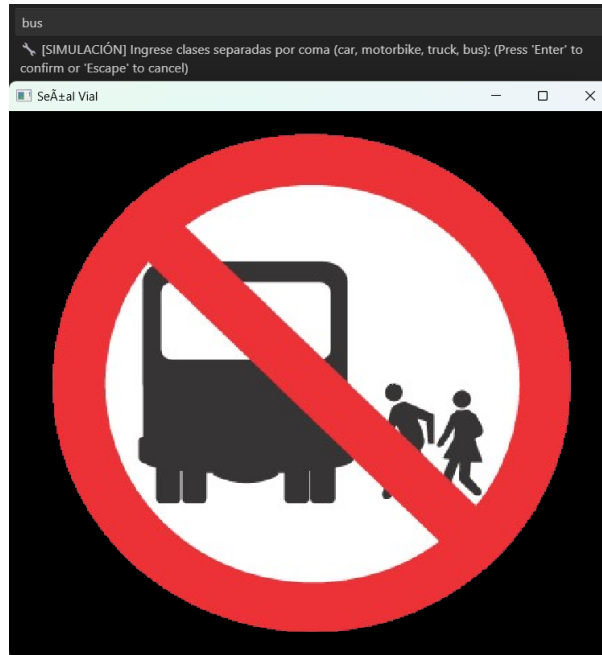 bus
🔧 [SIMULACIÓN] Ingrese clases separadas por coma (car, motorbike, truck, bus): (Press 'Enter' to
confirm or 'Escape' to cancel)
SeÃ±al Vial